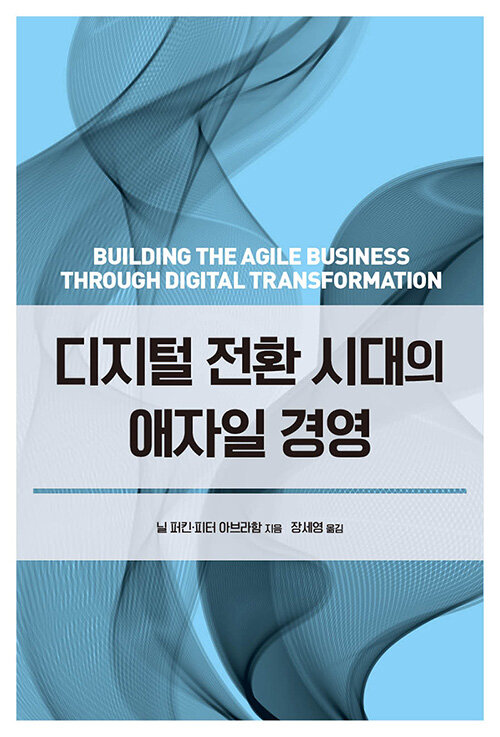 BUILDING THE AGILE BUSINESS
THROUGH DIGITAL TRANSFORMATION
디지털 전환 시대의
애자일 경영
닐 퍼킨·피터 아브라함 지음 장세영 옮김